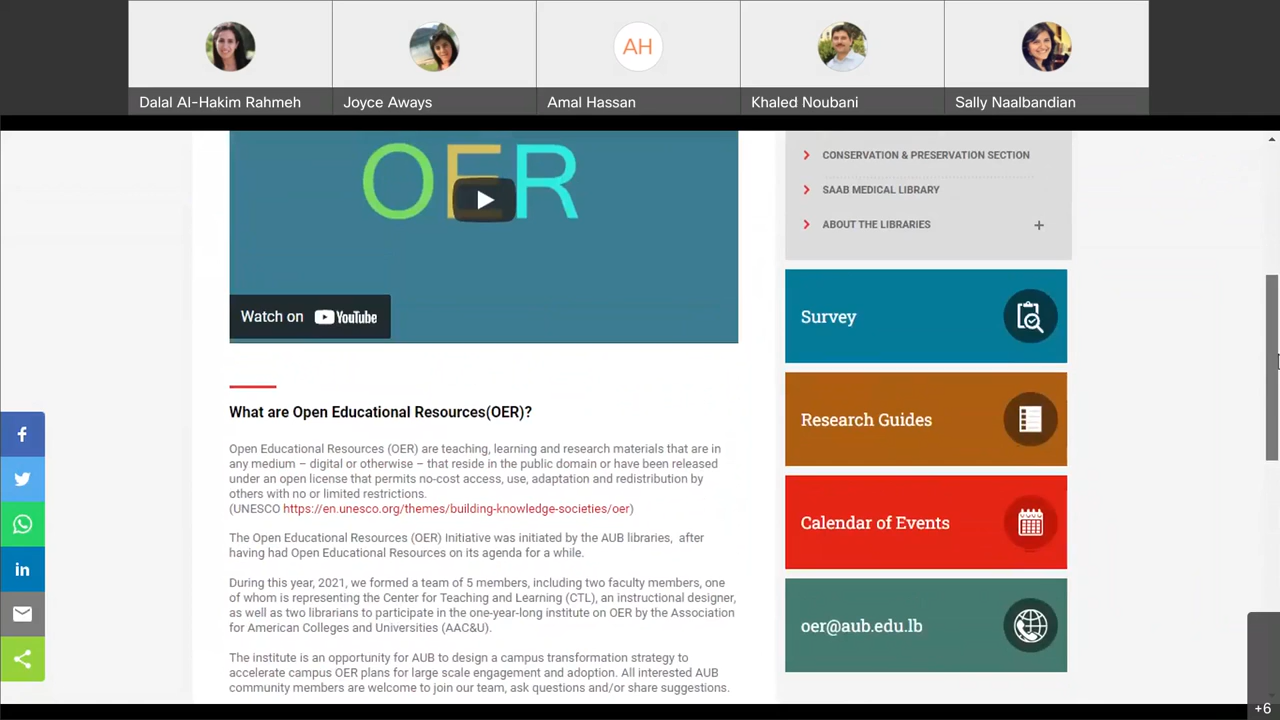 AH
Dalal Al-Hakim Rahmeh
Joyce Aways
Amal Hassan
Khaled Noubani
Sally Naalbandian
OER
Watch on YouTube
CONSERVATION & PRESERVATION SECTION
SAAB MEDICAL LIBRARY
ABOUT THE LIBRARIES +
Survey
Research Guides
Calendar of Events
oer@aub.edu.lb
What are Open Educational Resources(OER)?
Open Educational Resources (OER) are teaching, learning and research materials that are in
any medium – digital or otherwise – that reside in the public domain or have been released
under an open license that permits no-cost access, use, adaptation and redistribution by
others with no or limited restrictions.
(UNESCO https://en.unesco.org/themes/building-knowledge-societies/oer)
The Open Educational Resources (OER) Initiative was initiated by the AUB libraries,  after
having had Open Educational Resources on its agenda for a while.
During this year, 2021, we formed a team of 5 members, including two faculty members, one
of whom is representing the Center for Teaching and Learning (CTL), an instructional designer,
as well as two librarians to participate in the one-year-long institute on OER by the Association
for American Colleges and Universities (AAC&U).
The institute is an opportunity for AUB to design a campus transformation strategy to
accelerate campus OER plans for large scale engagement and adoption. All interested AUB
community members are welcome to join our team, ask questions and/or share suggestions.
+6